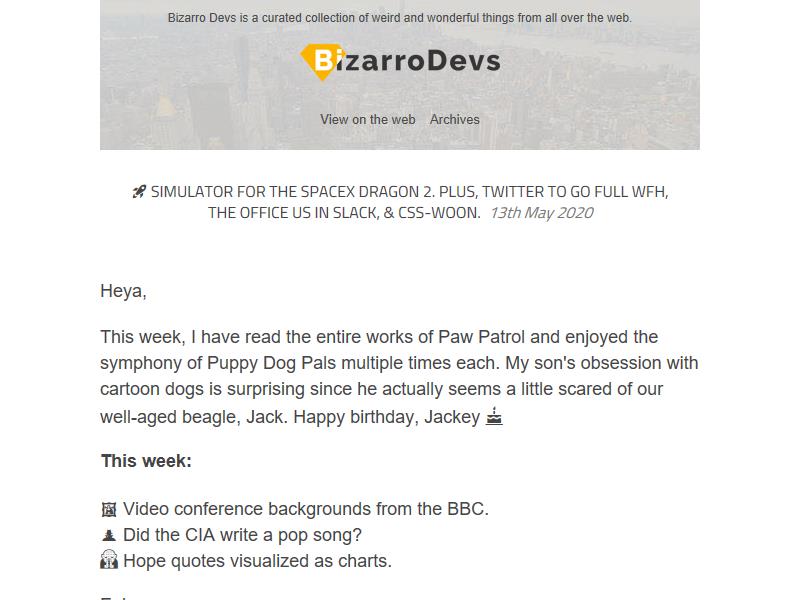 Bizarro Devs is a curated collection of weird and wonderful things from all over the web.
BizarroDevs
View on the web Archives
🚀 SIMULATOR FOR THE SPACEX DRAGON 2. PLUS, TWITTER TO GO FULL WFH,
THE OFFICE US IN SLACK, & CSS-WOON. 13th May 2020
Heya,
This week, I have read the entire works of Paw Patrol and enjoyed the
symphony of Puppy Dog Pals multiple times each. My son's obsession with
cartoon dogs is surprising since he actually seems a little scared of our
well-aged beagle, Jack. Happy birthday, Jackey 🎂
This week:
Video conference backgrounds from the BBC.
Did the CIA write a pop song?
Hope quotes visualized as charts.